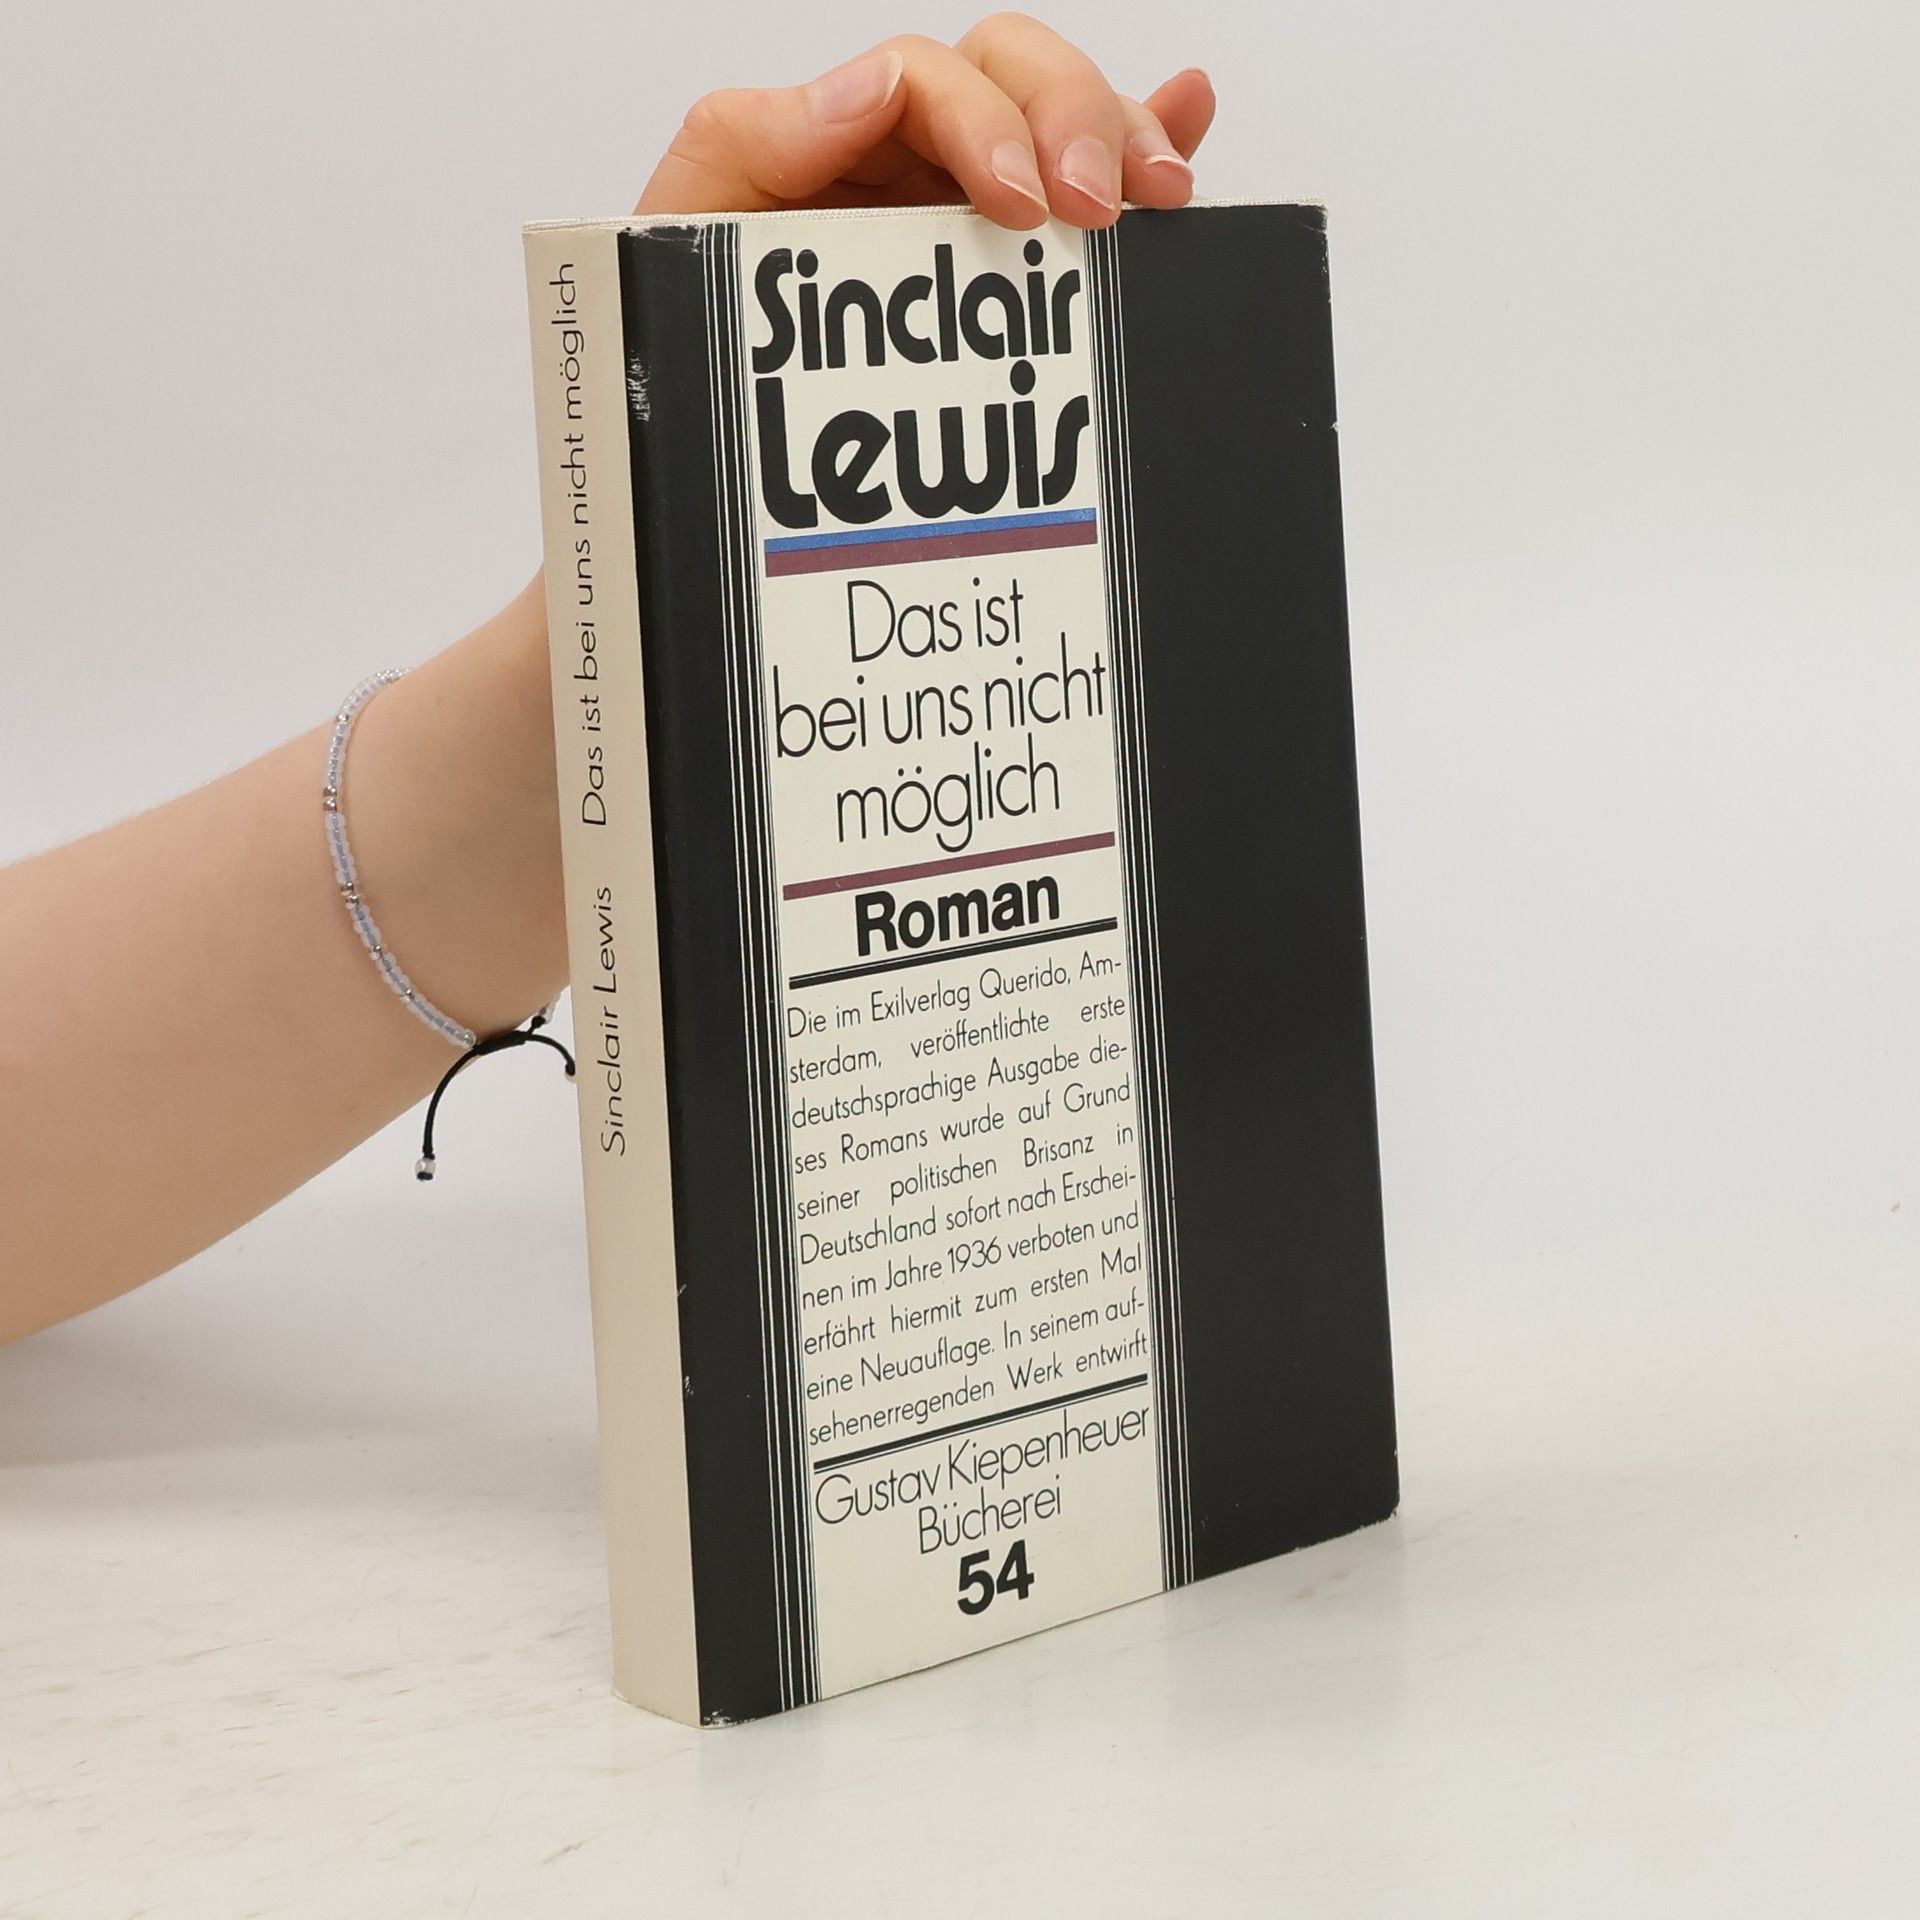 Sinclair Lewis    Das ist bei uns nicht möglich
Sinclair
Lewis
Das ist
bei uns nicht
möglich
Roman
Die im Exilverlag Querido, Am-
sterdam, veröffentlichte erste
deutschsprachige Ausgabe die-
ses Romans wurde auf Grund
seiner politischen Brisanz in
Deutschland sofort nach Erschei-
nen im Jahre 1936 verboten und
erfährt hiermit zum ersten Mal
eine Neuauflage. In seinem auf-
sehenerregenden Werk entwirft
Gustav Kiepenheuer
Bücherei
54